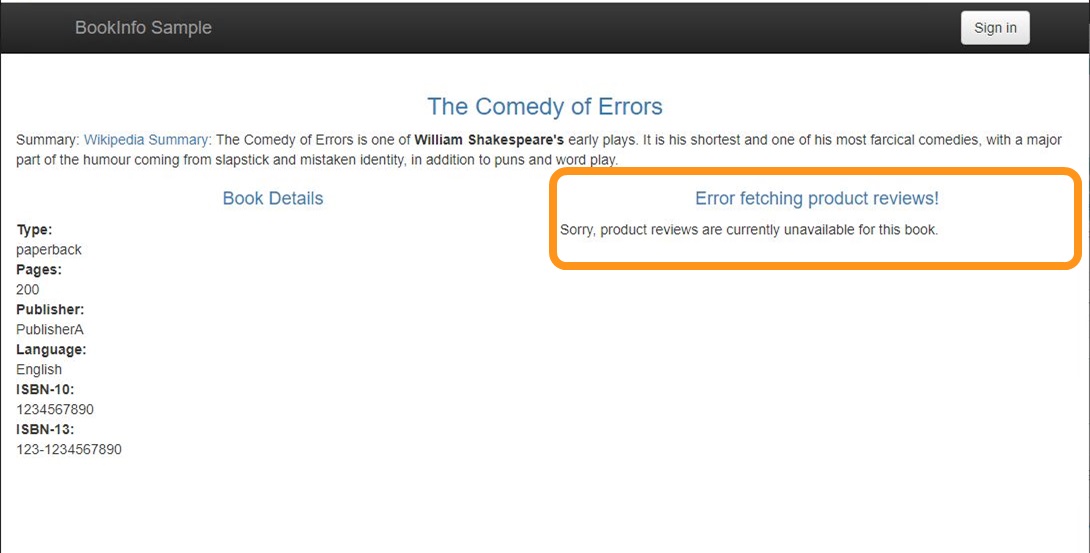 BookInfo Sample
Sign in
The Comedy of Errors
Summary: Wikipedia Summary: The Comedy of Errors is one of William Shakespeare's early plays. It is his shortest and one of his most farcical comedies, with a major
part of the humour coming from slapstick and mistaken identity, in addition to puns and word play.
Book Details
Type:
paperback
Pages:
200
Publisher:
PublisherA
Language:
English
ISBN-10:
1234567890
ISBN-13:
123-1234567890
Error fetching product reviews!
Sorry, product reviews are currently unavailable for this book.